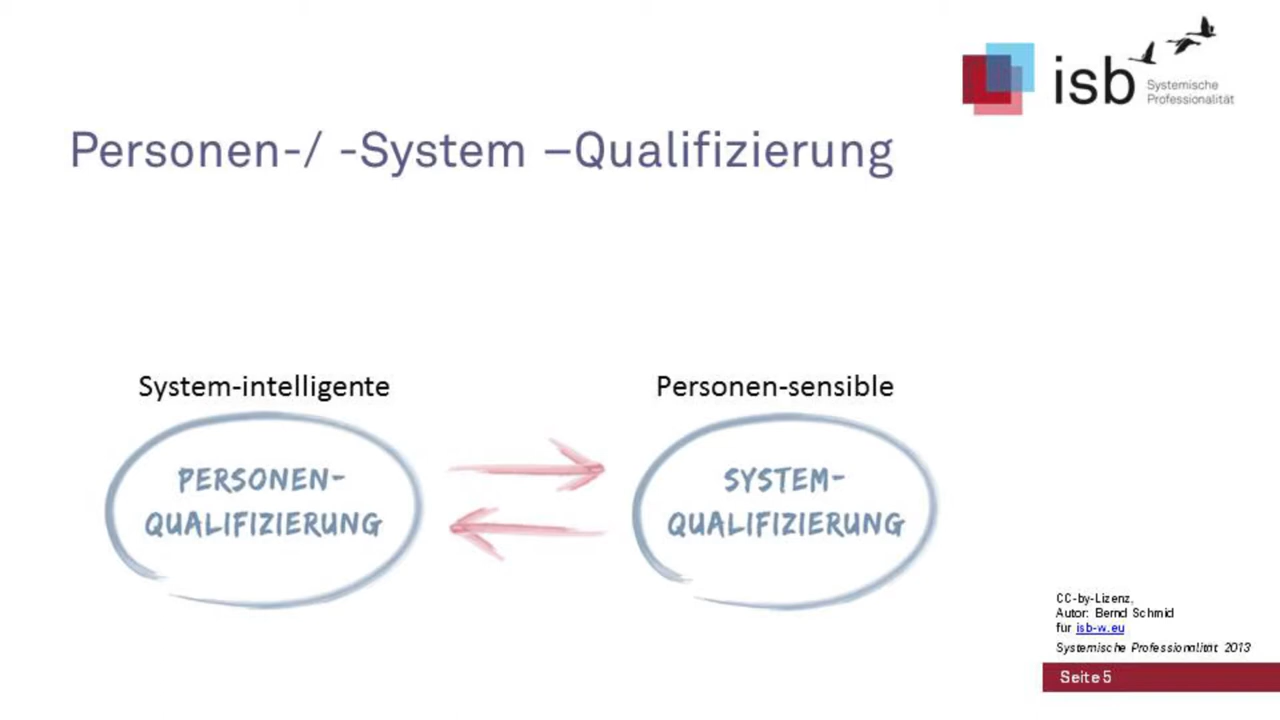 isb
Systemische
Professionalität
Personen-/ -System –Qualifizierung
System-intelligente
Personen-sensible
PERSONEN-
QUALIFIZIERUNG
SYSTEM-
QUALIFIZIERUNG
CC-by-Lizenz,
Autor: Bernd Schmid
für isb-w.eu
Systemische Professionalität 2013
Seite 5